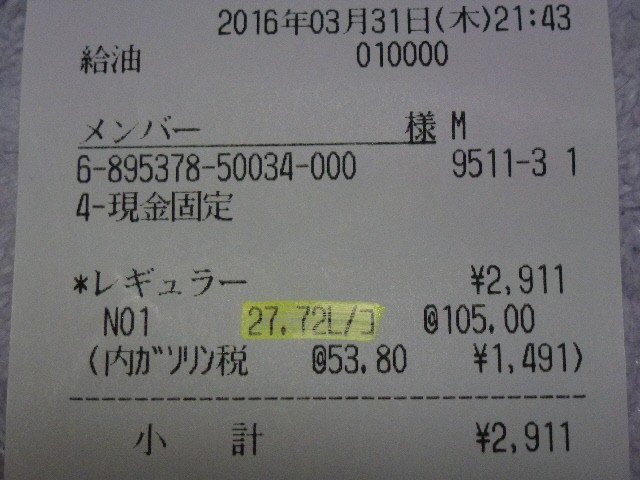 2016年03月31日(木)21:43
給油 010000
メンバー 様 M
6-895378-50034-000 9511-3 1
4-現金固定
*レギュラー ¥2,911
NO1 27.72L/コ @105.00
(内ガソリン税 @53.80 ¥1,491)
小 計 ¥2,911